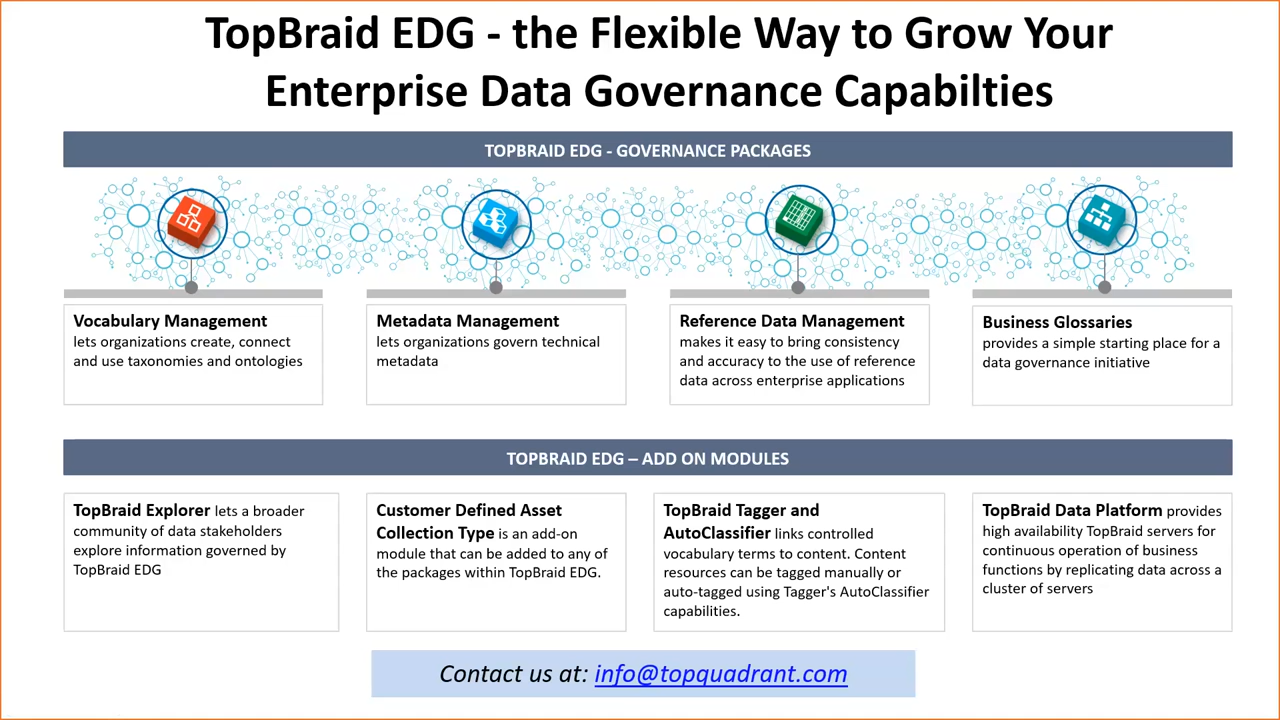 TopBraid EDG - the Flexible Way to Grow Your
Enterprise Data Governance Capabilties
TOPBRAID EDG - GOVERNANCE PACKAGES
Vocabulary Management
lets organizations create, connect
and use taxonomies and ontologies
Metadata Management
lets organizations govern technical
metadata
Reference Data Management
makes it easy to bring consistency
and accuracy to the use of reference
data across enterprise applications
Business Glossaries
provides a simple starting place for a
data governance initiative
TOPBRAID EDG – ADD ON MODULES
TopBraid Explorer lets a broader
community of data stakeholders
explore information governed by
TopBraid EDG
Customer Defined Asset
Collection Type is an add-on
module that can be added to any of
the packages within TopBraid EDG.
TopBraid Tagger and
AutoClassifier links controlled
vocabulary terms to content. Content
resources can be tagged manually or
auto-tagged using Tagger's AutoClassifier
capabilities.
TopBraid Data Platform provides
high availability TopBraid servers for
continuous operation of business
functions by replicating data across a
cluster of servers
Contact us at: info@topquadrant.com